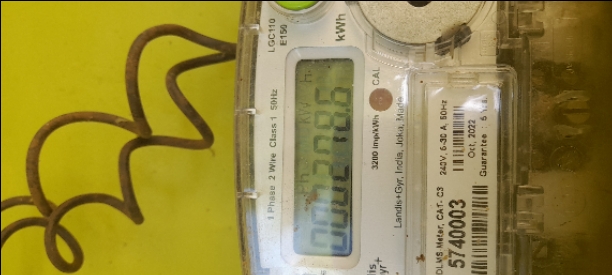 LGC110
E150
kWh
1 Phase 2 Wire Class 1 50Hz
3200 imp/kWh
CAL
Landis+Gyr, India, Joka, Made
DLMS Meter, CAT- C3
5740003
240V, 5-30 A, 50Hz
Oct, 2022
Guarantee : 5